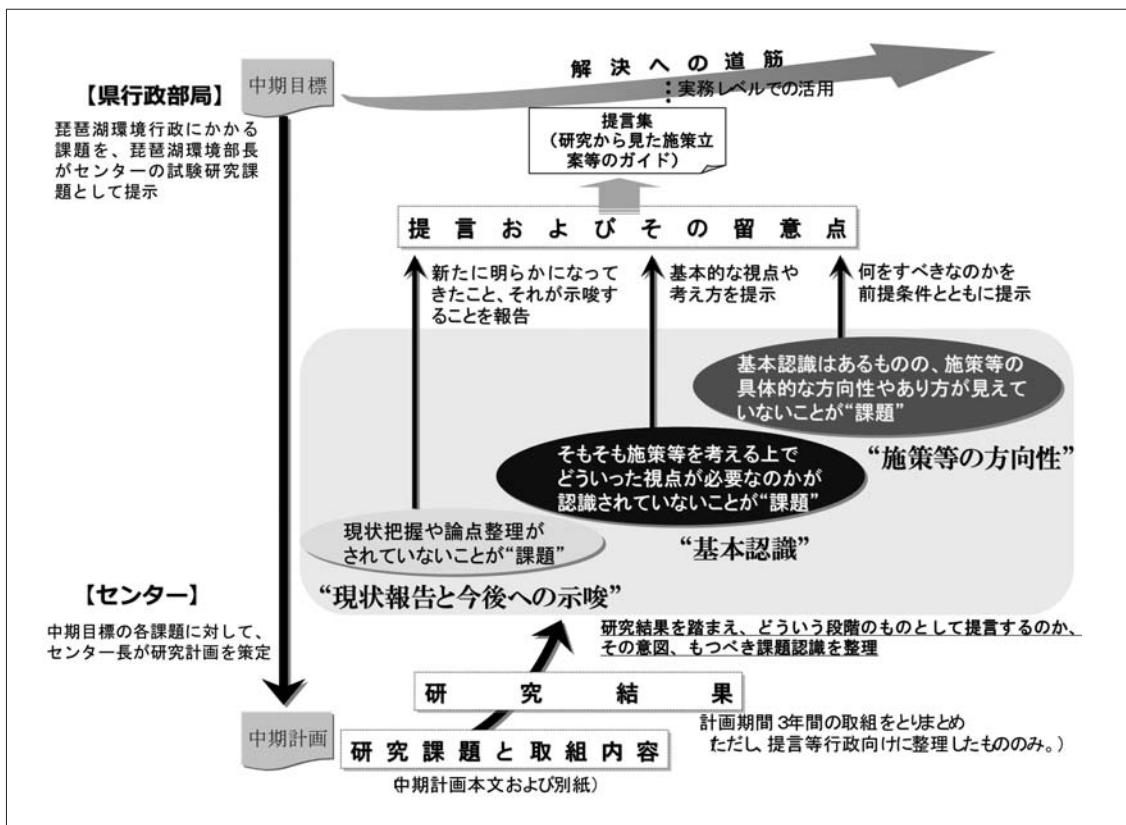 解決への道筋
中期目標
実務レベルでの活用
【県行政部局】
琵琶湖環境行政にかかる
課題を、琵琶湖環境部長
がセンターの試験研究課
題として提示
提言集
(研究から見た施策立
案等のガイド)
提言およびその留意点
新たに明らかになって
きたこと、それが示唆す
ることを報告
基本的な視点や
考え方を提示
何をすべきなのかを
前提条件とともに提示
基本認識はあるものの、施策等の
具体的な方向性やあり方が見えて
いないことが“課題”
“施策等の方向性”
そもそも施策等を考える上で
どういった視点が必要なのかが
認識されていないことが“課題”
“基本認識”
現状把握や論点整理が
されていないことが“課題”
“現状報告と今後への示唆”
【センター】
中期目標の各課題に対して、
センター長が研究計画を策定
研究結果を踏まえ、どういう段階のものとして提言するのか、
その意図、もつべき課題認識を整理
研究結果
計画期間3年間の取組をとりまとめ
ただし、提言等行政向けに整理したもののみ。)
中期計画
研究課題と取組内容
(中期計画本文および別紙)